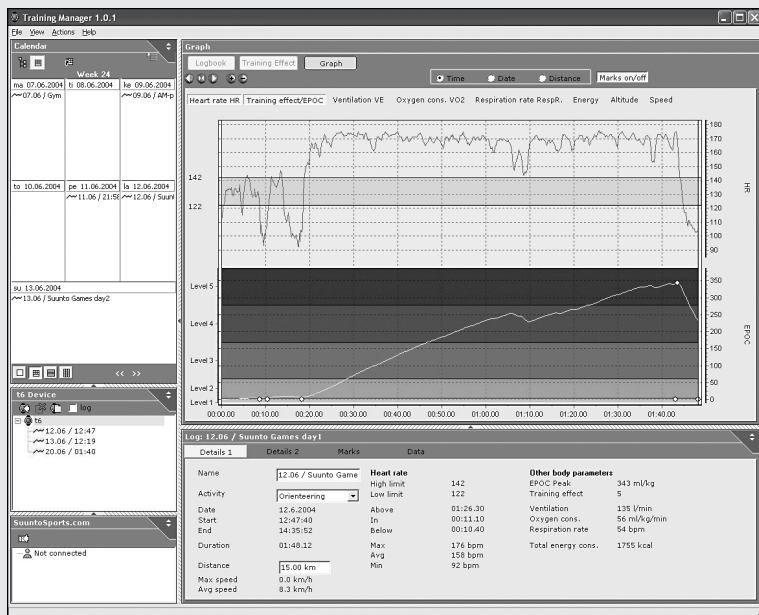 Training Manager 1.0.1
File View Actions Help
Calendar
Week 24
ma 07.06.2004 ti 08.06.2004 ke 09.06.2004
07.06 / Gym 09.06 / AM-p
to 10.06.2004 pe 11.06.2004 la 12.06.2004
11.06 / 21:58 12.06 / Suunt
su 13.06.2004
13.06 / Suunto Games day2
<< >>
t6 Device
log
t6
12.06 / 12:47
13.06 / 12:19
20.06 / 01:40
SuuntoSports.com
Not connected
Graph
Logbook Training Effect Graph
Time Date Distance Marks on/off
Heart rate HR Training effect/EPOC Ventilation VE Oxygen cons. VO2 Respiration rate RespR. Energy Altitude Speed
180
170
160
150
142 140
130
122 120
110
100
90
HR
Level 5 350
300
250
Level 4 200
150
Level 3 100
Level 2 50
Level 1 0
EPOC
00:00.00 00:10.00 00:20.00 00:30.00 00:40.00 00:50.00 01:00.00 01:10.00 01:20.00 01:30.00 01:40.00
Log: 12.06 / Suunto Games day1
Details 1 Details 2 Marks Data
Name 12.06 / Suunto Game
Activity Orienteering
Date 12.6.2004
Start 12:47:40
End 14:35:52
Duration 01:48.12
Distance 15.00 km
Max speed 0.0 km/h
Avg speed 8.3 km/h
Heart rate
High limit 142
Low limit 122
Above 01:26.30
In 00:11.10
Below 00:10.40
Max 176 bpm
Avg 158 bpm
Min 92 bpm
Other body parameters
EPOC Peak 343 ml/kg
Training effect 5
Ventilation 135 l/min
Oxygen cons. 56 ml/kg/min
Respiration rate 54 bpm
Total energy cons. 1755 kcal